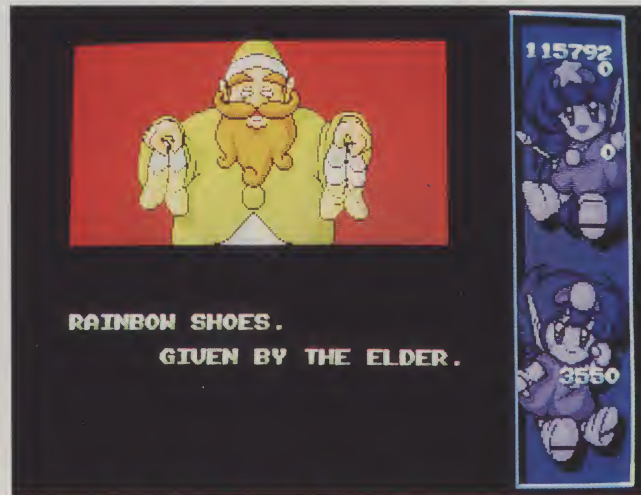 RAINBOW SHOES.
GIVEN BY THE ELDER.
115792
0
0
3550